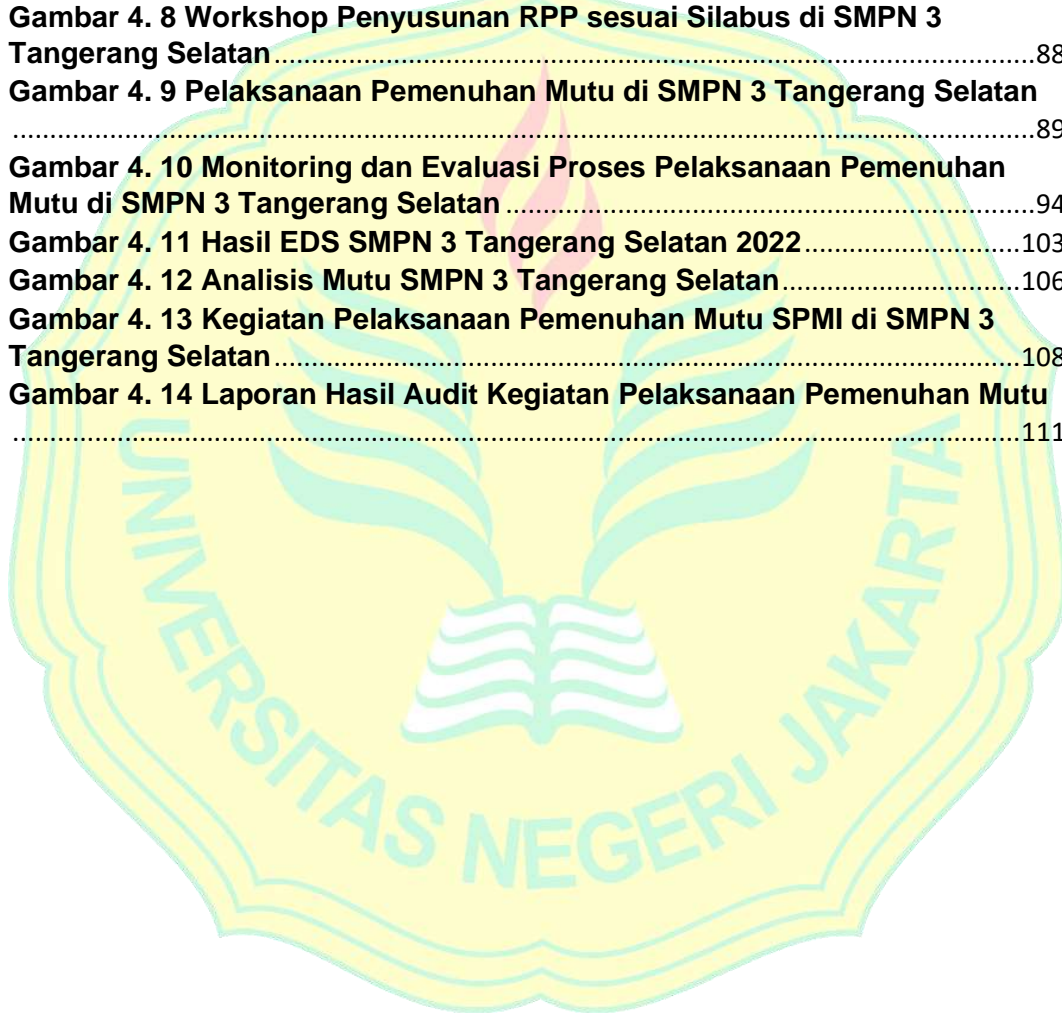 Gambar 4. 8 Workshop Penyusunan RPP sesuai Silabus di SMPN 3
Tangerang Selatan........................................................................................................88
Gambar 4. 9 Pelaksanaan Pemenuhan Mutu di SMPN 3 Tangerang Selatan
........................................................................................................................................89
Gambar 4. 10 Monitoring dan Evaluasi Proses Pelaksanaan Pemenuhan
Mutu di SMPN 3 Tangerang Selatan........................................................................94
Gambar 4. 11 Hasil EDS SMPN 3 Tangerang Selatan 2022.............................103
Gambar 4. 12 Analisis Mutu SMPN 3 Tangerang Selatan................................106
Gambar 4. 13 Kegiatan Pelaksanaan Pemenuhan Mutu SPMI di SMPN 3
Tangerang Selatan......................................................................................................108
Gambar 4. 14 Laporan Hasil Audit Kegiatan Pelaksanaan Pemenuhan Mutu
......................................................................................................................................111
UNIVERSITAS NEGERI JAKARTA